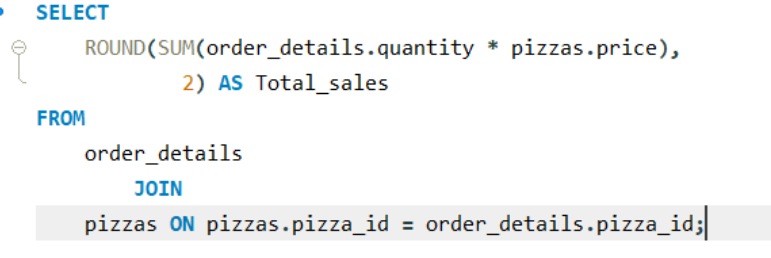 SELECT
ROUND(SUM(order_details.quantity * pizzas.price),
2) AS Total_sales
FROM
order_details
JOIN
pizzas ON pizzas.pizza_id = order_details.pizza_id;